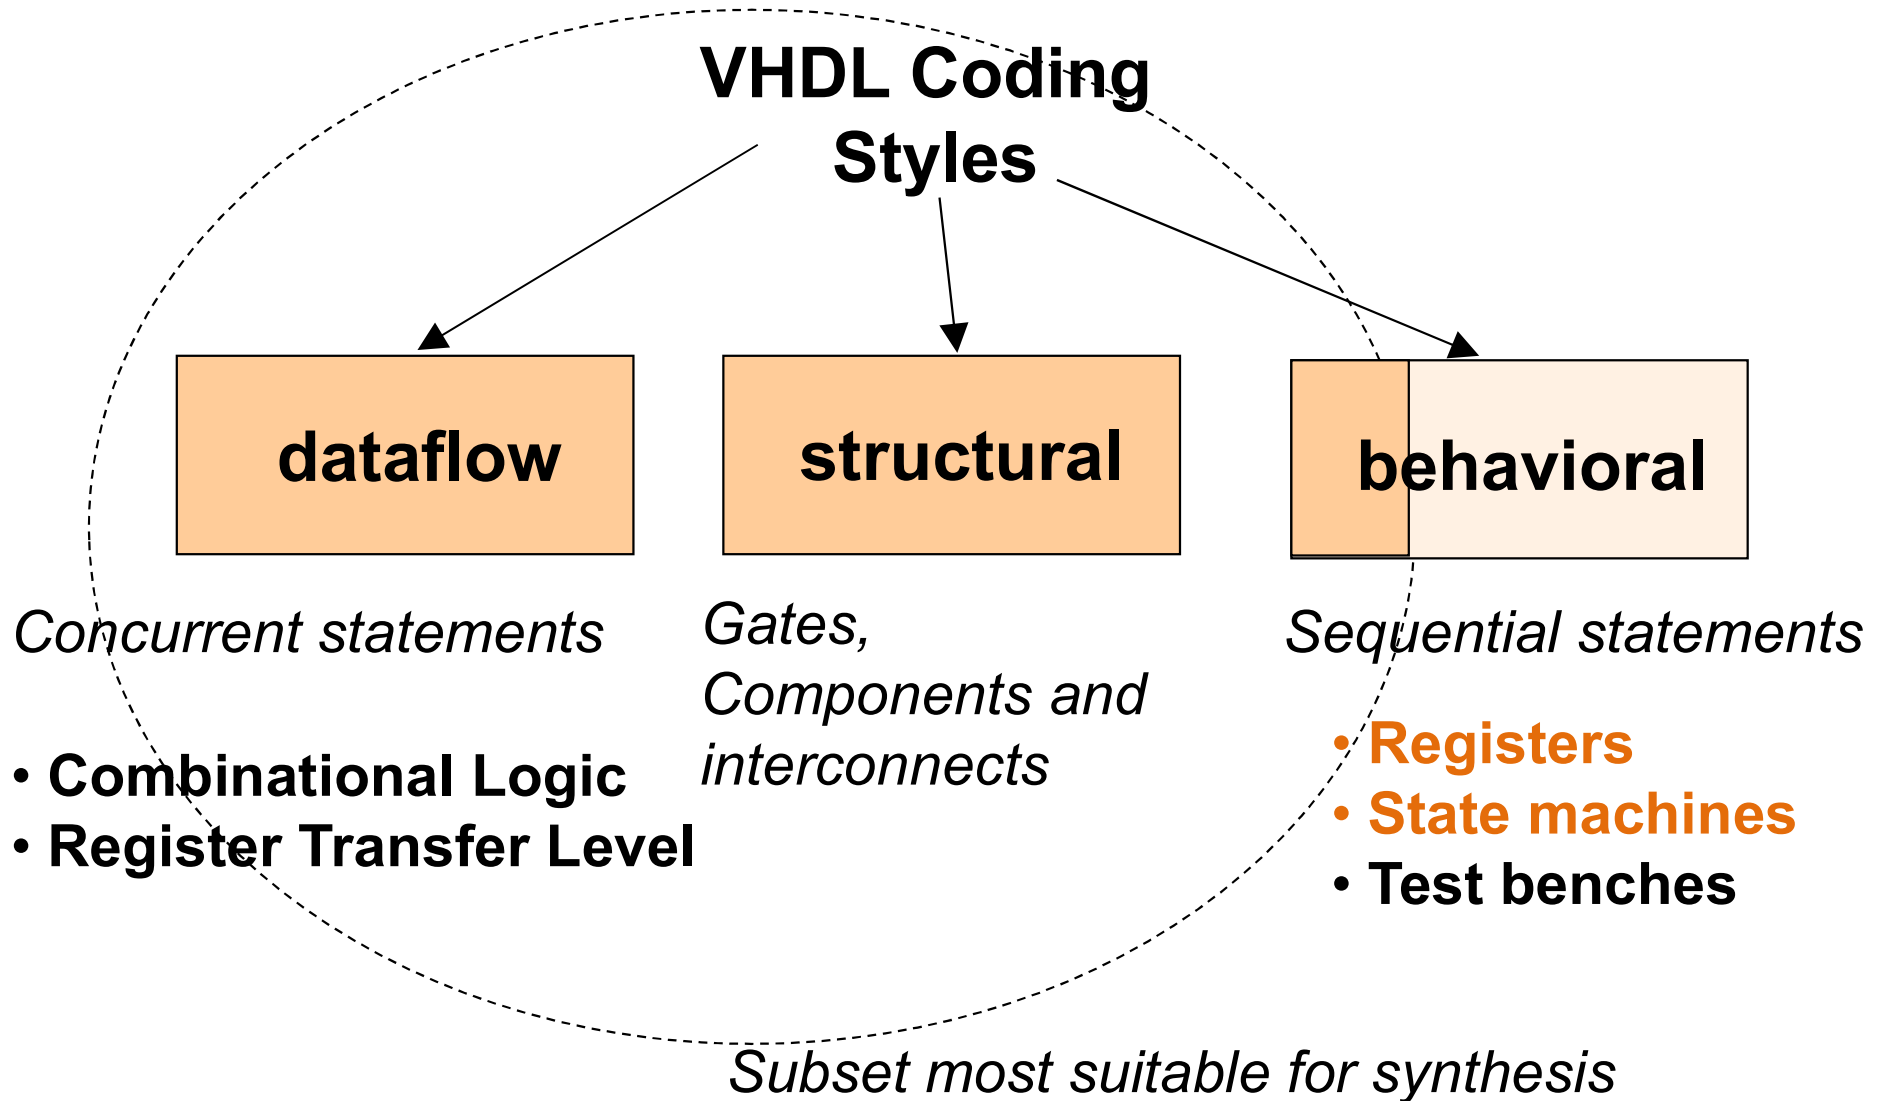 VHDL Coding
Styles
dataflow
structural
behavioral
Concurrent statements
• Combinational Logic
• Register Transfer Level
Gates,
Components and
interconnects
Sequential statements
• Registers
• State machines
• Test benches
Subset most suitable for synthesis